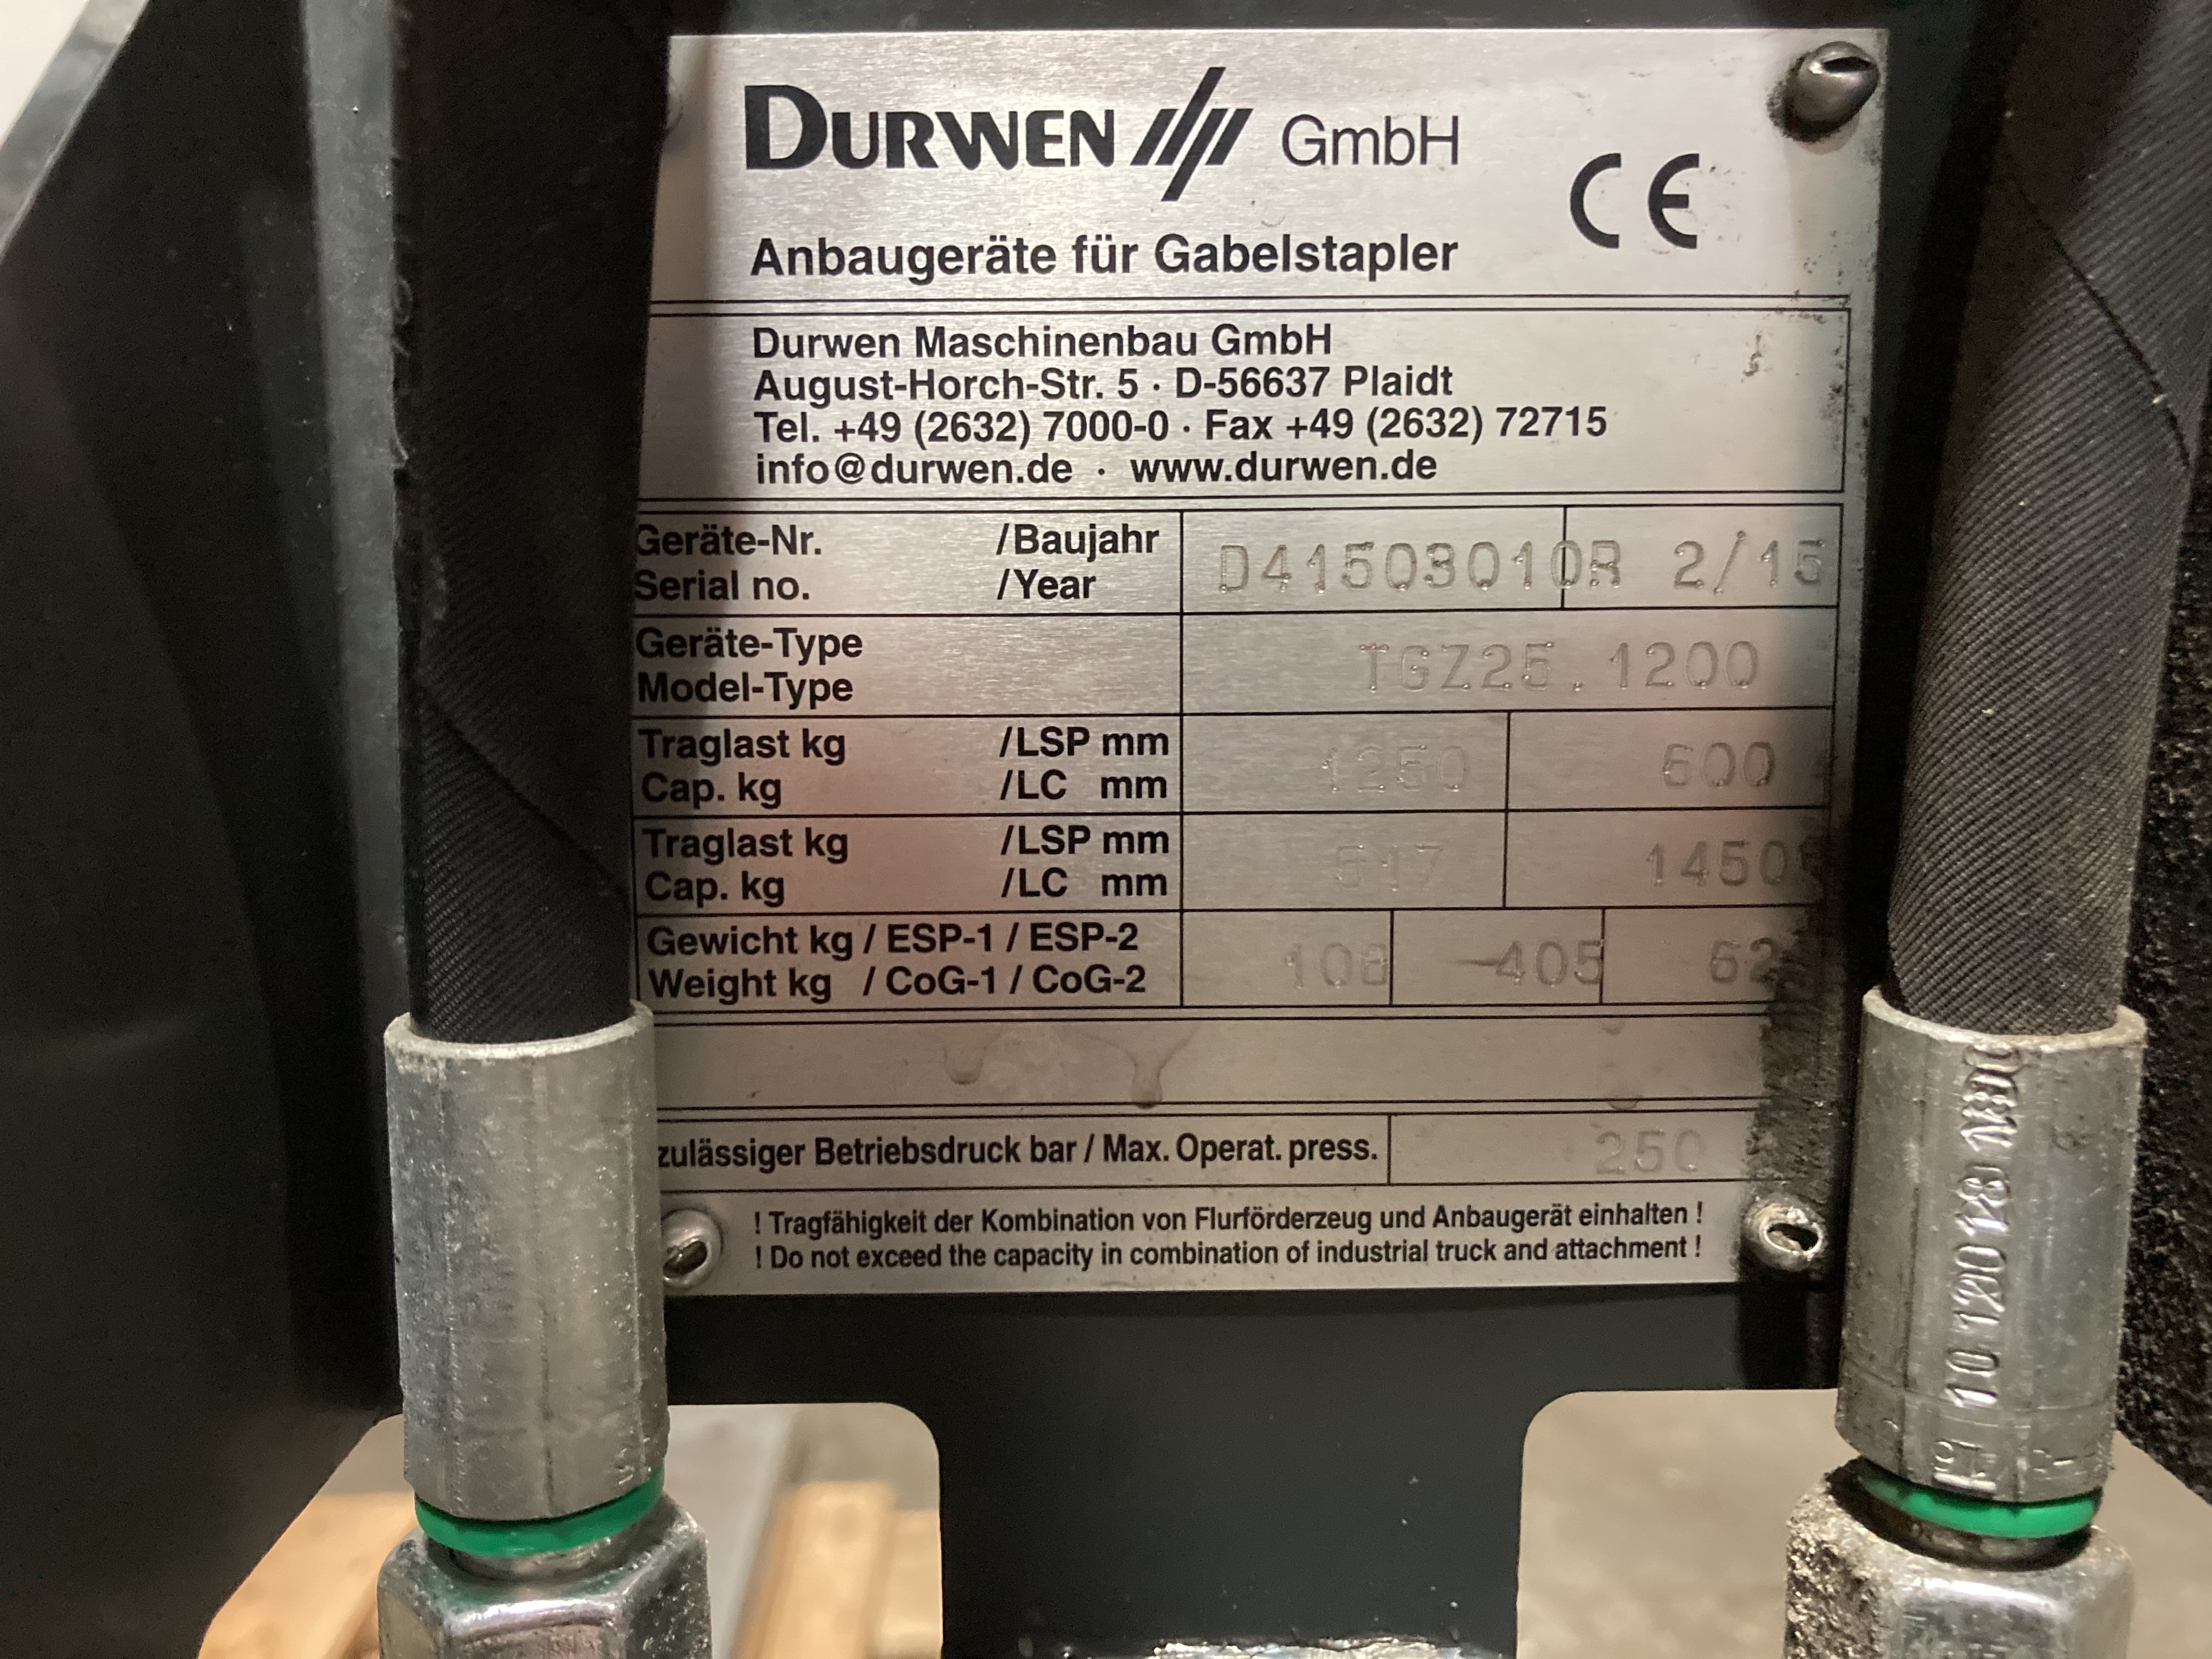 DURWEN GmbH
CE
Anbaugeräte für Gabelstapler
Durwen Maschinenbau GmbH
August-Horch-Str. 5 · D-56637 Plaidt
Tel. +49 (2632) 7000-0 · Fax +49 (2632) 72715
info@durwen.de · www.durwen.de
Geräte-Nr. /Baujahr
Serial no. /Year
D41503010R 2/15
Geräte-Type
Model-Type
TGZ25.1200
Traglast kg /LSP mm
Cap. kg /LC mm
1250 600
Traglast kg /LSP mm
Cap. kg /LC mm
517 1450
Gewicht kg / ESP-1 / ESP-2
Weight kg / CoG-1 / CoG-2
-405 62
zulässiger Betriebsdruck bar / Max. Operat. press.
250
! Tragfähigkeit der Kombination von Flurförderzeug und Anbaugerät einhalten !
! Do not exceed the capacity in combination of industrial truck and attachment !